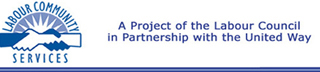 LABOUR COMMUNITY
SERVICES
A Project of the Labour Council
in Partnership with the United Way